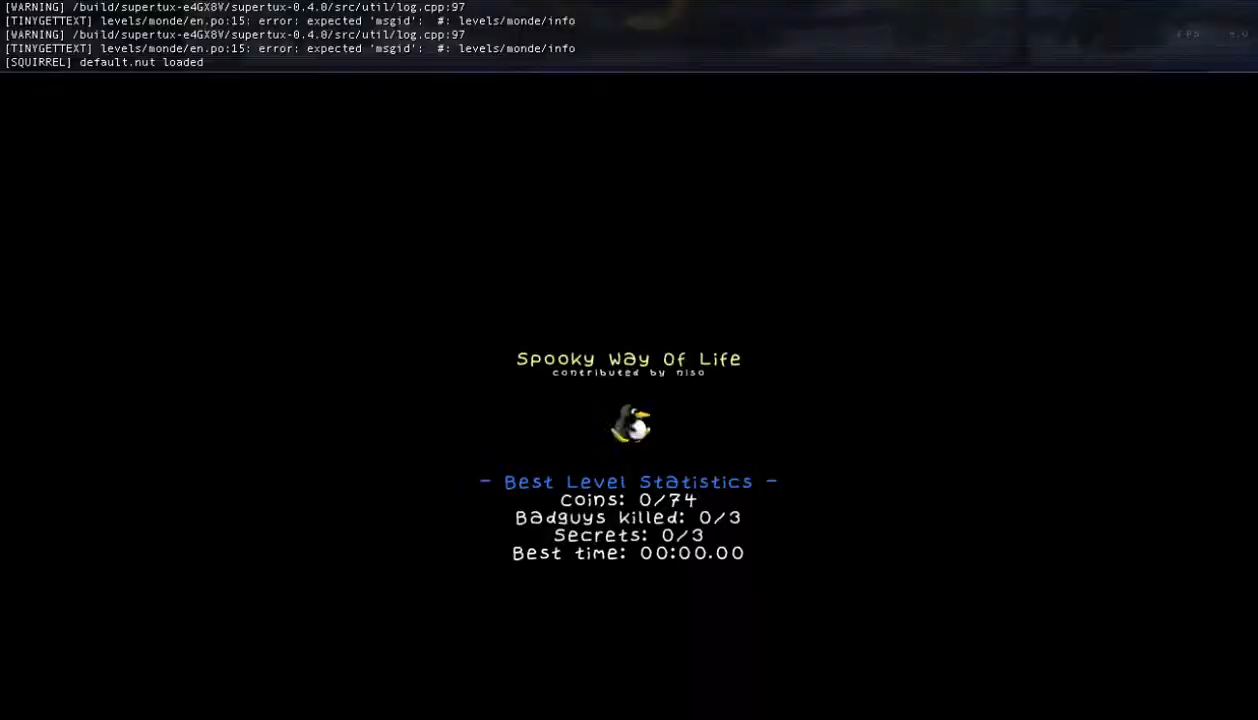 [WARNING] /build/supertux-e4GX8V/supertux-0.4.0/src/util/log.cpp:97
[TINYGETTEXT] levels/monde/en.po:15: error: expected 'msgid':  #: levels/monde/info
[WARNING] /build/supertux-e4GX8V/supertux-0.4.0/src/util/log.cpp:97
[TINYGETTEXT] levels/monde/en.po:15: error: expected 'msgid':  #: levels/monde/info
FPS
[SQUIRREL] default.nut loaded
Spooky Way Of Life
contributed by niso
- Best Level Statistics -
Coins: 0/74
Badguys killed: 0/3
Secrets: 0/3
Best time: 00:00.00